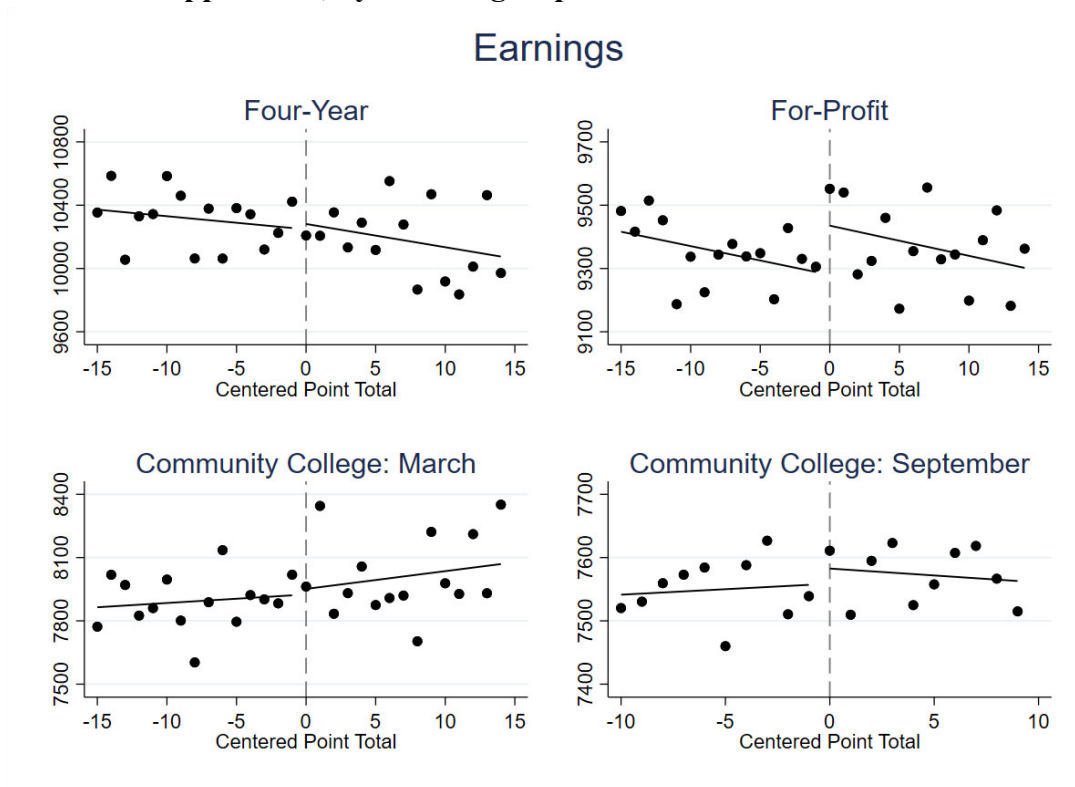 Earnings
Four-Year
10800
10400
10000
9600
-15 -10 -5 0 5 10 15
Centered Point Total
For-Profit
9700
9500
9300
9100
-15 -10 -5 0 5 10 15
Centered Point Total
Community College: March
8400
8100
7800
7500
-15 -10 -5 0 5 10 15
Centered Point Total
Community College: September
7700
7600
7500
7400
-10 -5 0 5 10
Centered Point Total